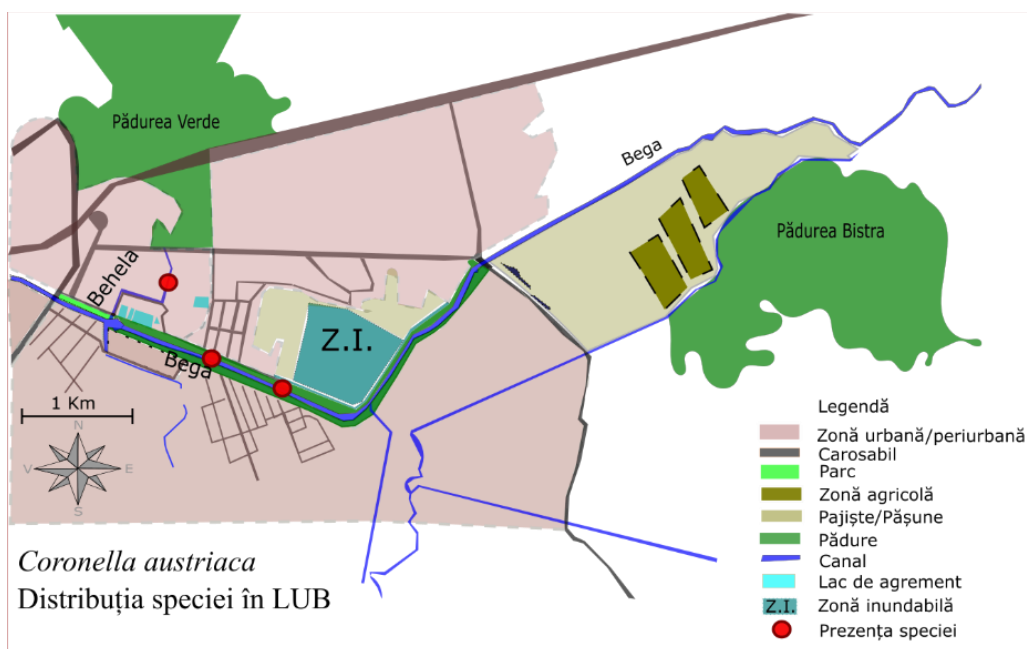 Pădurea Verde
Bega
Pădurea Bistra
Behela
Z.I.
Bega
1 Km
N
V
E
S
Legendă
Zonă urbană/periurbană
Carosabil
Parc
Zonă agricolă
Pajiște/Pășune
Pădure
Canal
Lac de agrement
Z.I. Zonă inundabilă
Prezența speciei
Coronella austriaca
Distribuția speciei în LUB